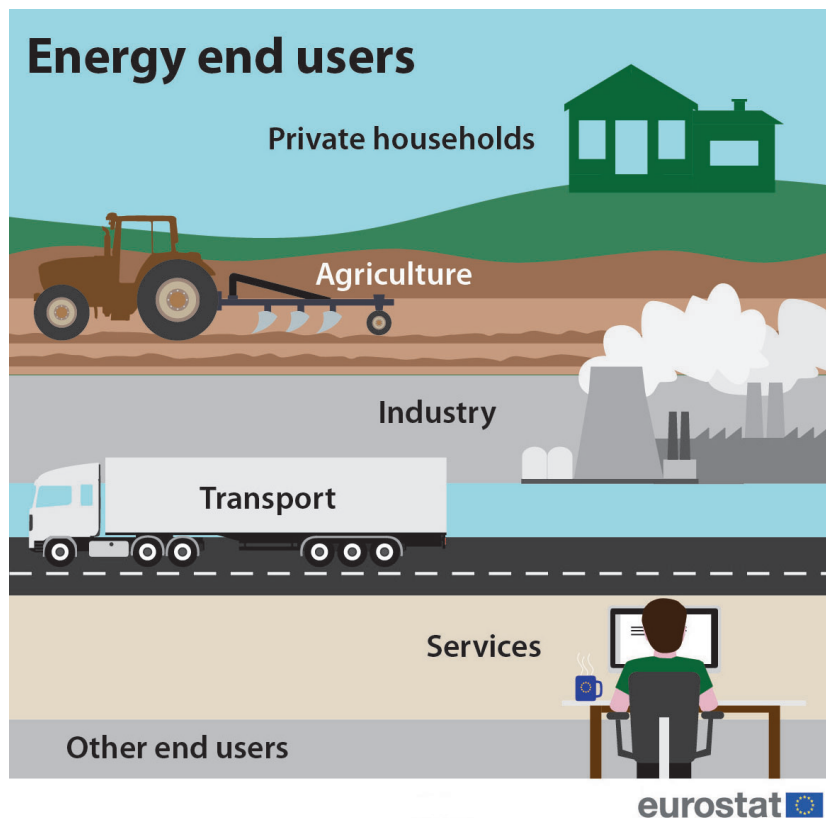 Energy end users
Private households
Agriculture
Industry
Transport
Services
Other end users
eurostat